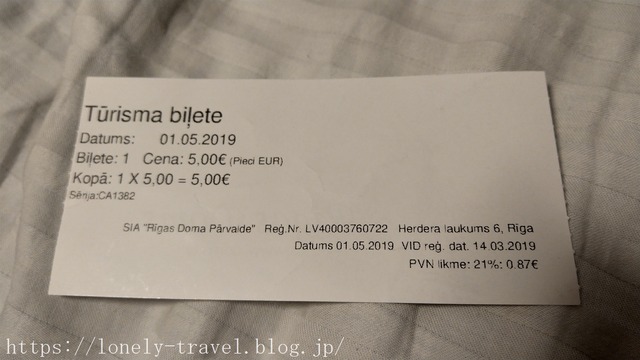 Tūrisma biļete
Datums: 01.05.2019
Biļete: 1 Cena: 5,00€ (Pieci EUR)
Kopā: 1 X 5,00 = 5,00€
Sērija:CA1382
SIA "Rīgas Doma Pārvalde" Reģ.Nr. LV40003760722 Herdera laukums 6, Rīga
Datums 01.05.2019 VID reģ. dat. 14.03.2019
PVN likme: 21%: 0.87€
https://lonely-travel.blog.jp/